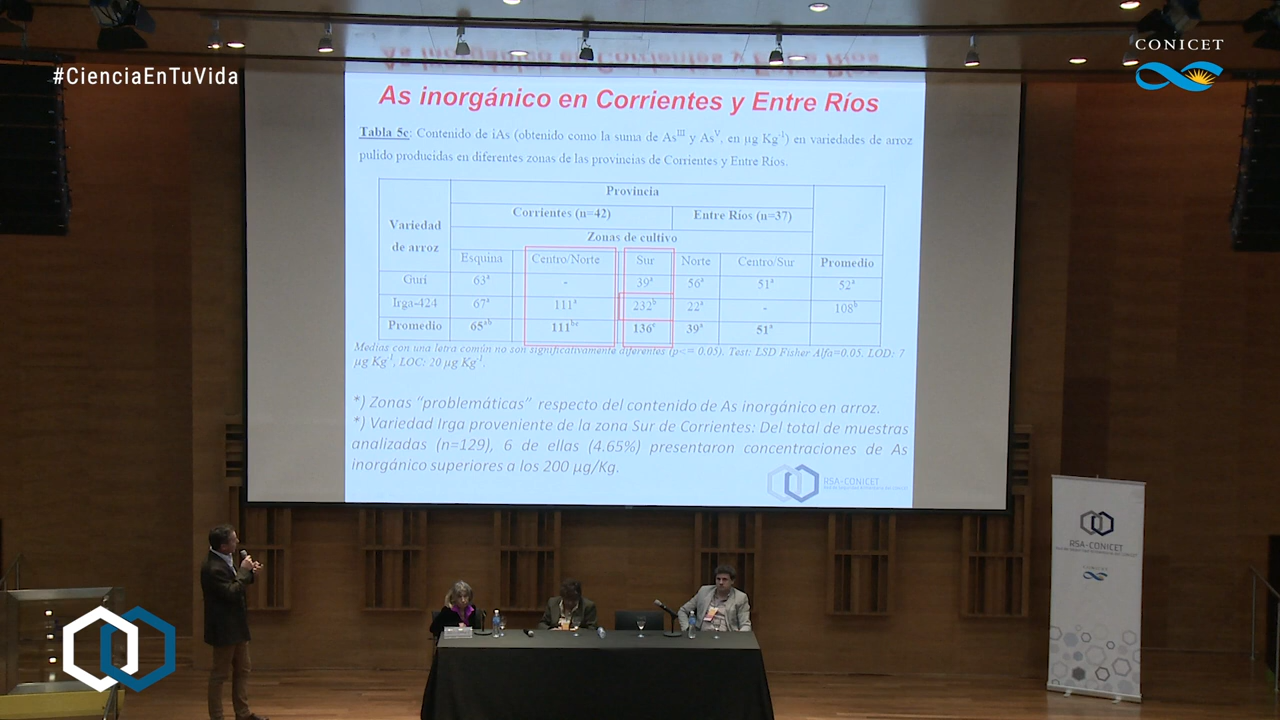 CONICET
#CienciaEnTuVida
As inorgánico en Corrientes y Entre Ríos
Tabla 5c: Contenido de iAs (obtenido como la suma de As^III y As^V, en µg Kg^-1) en variedades de arroz
pulido producidas en diferentes zonas de las provincias de Corrientes y Entre Ríos.
Variedad de arroz
Provincia
Corrientes (n=42) Entre Ríos (n=37)
Zonas de cultivo
Esquina Centro/Norte Sur Norte Centro/Sur Promedio
Gurí 63^a - 39^a 56^a 51^a 52^a
Irga-424 67^a 111^a 232^b 22^a - 108^b
Promedio 65^ab 111^bc 136^c 39^a 51^a
Medias con una letra común no son significativamente diferentes (p<= 0.05). Test: LSD Fisher Alfa=0.05. LOD: 7
µg Kg^-1, LOC: 20 µg Kg^-1.
*) Zonas “problemáticas” respecto del contenido de As inorgánico en arroz.
*) Variedad Irga proveniente de la zona Sur de Corrientes: Del total de muestras
analizadas (n=129), 6 de ellas (4.65%) presentaron concentraciones de As
inorgánico superiores a los 200 µg/Kg.
RSA-CONICET
RSA-CONICET
CONICET